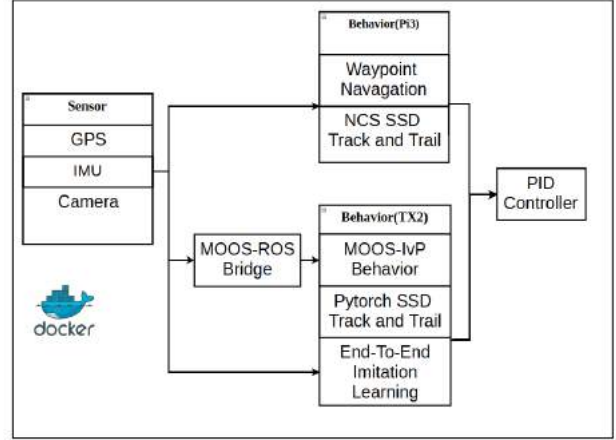 Sensor
GPS
IMU
Camera
docker
MOOS-ROS
Bridge
Behavior(Pi3)
Waypoint
Navagation
NCS SSD
Track and Trail
Behavior(TX2)
MOOS-IvP
Behavior
Pytorch SSD
Track and Trail
End-To-End
Imitation
Learning
PID
Controller